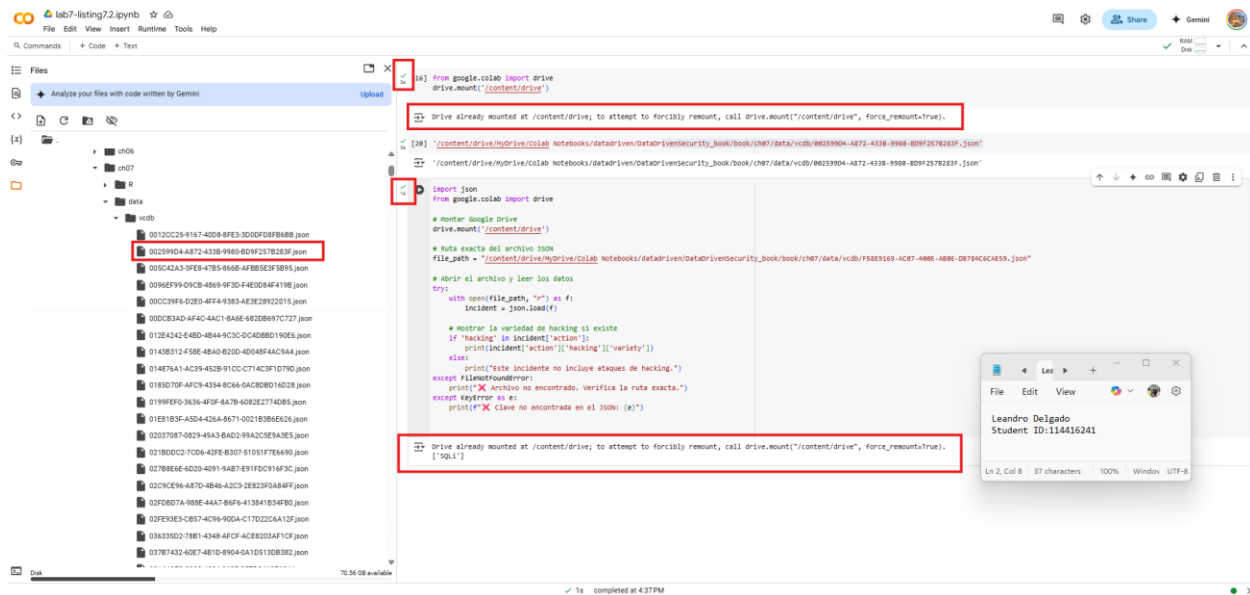 lab7-listing7.2.ipynb
File Edit View Insert Runtime Tools Help
Share
Gemini
Commands + Code + Text
RAM
Disk
Files
Analyze your files with code written by Gemini Upload
..
ch06
ch07
R
data
vcdb
0012CC25-9167-40D8-8FE3-3D0DFD8FB6BB.json
002599D4-A872-433B-9980-BD9F257B283F.json
005C42A3-3FE8-47B5-866B-AFBB5E3F5B95.json
0096EF99-D9CB-4869-9F3D-F4E0D84F419B.json
00CC39F6-D2E0-4FF4-9383-AE3E28922015.json
00DCB3AD-AF4C-4AC1-8A6E-682DB697C727.json
012E4242-E4BD-4B44-9C3C-DC4DBBD190E6.json
0143B312-F58E-4BA0-B20D-4D048F4AC9A4.json
014876A1-AC39-452B-91CC-C714C3F1D79D.json
0185D70F-AFC9-4354-8C66-0AC8DBD16D28.json
0199FEF0-3636-4F0F-8A7B-6082E2774DB5.json
01E81B3F-A5D4-426A-8671-0021B3B6E626.json
02037087-0829-49A3-BAD2-99A2C5E9A3E5.json
021BDDC2-7CD6-42FE-B307-51051F7E6690.json
027B8E6E-6D20-4091-9AB7-E91FDC916F3C.json
02C9CE96-A87D-4B46-A2C3-2E823F0A84FF.json
02FDBD7A-988E-44A7-B6F6-413841B34FB0.json
02FE93E3-CB57-4C96-90DA-C17D22C6A12F.json
036335D2-78B1-4348-AFCF-ACE8203AF1CF.json
037B7432-60E7-4B1D-8904-0A1D513DB382.json
Disk 70.56 GB available
[16] from google.colab import drive
drive.mount('/content/drive')
Drive already mounted at /content/drive; to attempt to forcibly remount, call drive.mount("/content/drive", force_remount=True).
[20] '/content/drive/MyDrive/Colab Notebooks/datadriven/DataDrivenSecurity_book/book/ch07/data/vcdb/002599D4-A872-433B-9980-BD9F257B283F.json'
'/content/drive/MyDrive/Colab Notebooks/datadriven/DataDrivenSecurity_book/book/ch07/data/vcdb/002599D4-A872-433B-9980-BD9F257B283F.json'
1s
import json
from google.colab import drive
# Montar Google Drive
drive.mount('/content/drive')
# Ruta exacta del archivo JSON
file_path = "/content/drive/MyDrive/Colab Notebooks/datadriven/DataDrivenSecurity_book/book/ch07/data/vcdb/F58E9169-AC07-400E-AB0E-DB7B4C6CAE59.json"
# Abrir el archivo y leer los datos
try:
with open(file_path, "r") as f:
incident = json.load(f)
# Mostrar la variedad de hacking si existe
if 'hacking' in incident['action']:
print(incident['action']['hacking']['variety'])
else:
print("Este incidente no incluye ataques de hacking.")
except FileNotFoundError:
print("❌ Archivo no encontrado. Verifica la ruta exacta.")
except KeyError as e:
print(f"❌ Clave no encontrada en el JSON: {e}")
Drive already mounted at /content/drive; to attempt to forcibly remount, call drive.mount("/content/drive", force_remount=True).
['SQLi']
Lea
File Edit View
Leandro Delgado
Student ID:114416241
Ln 2, Col 8 37 characters 100% Window UTF-8
1s completed at 4:37 PM